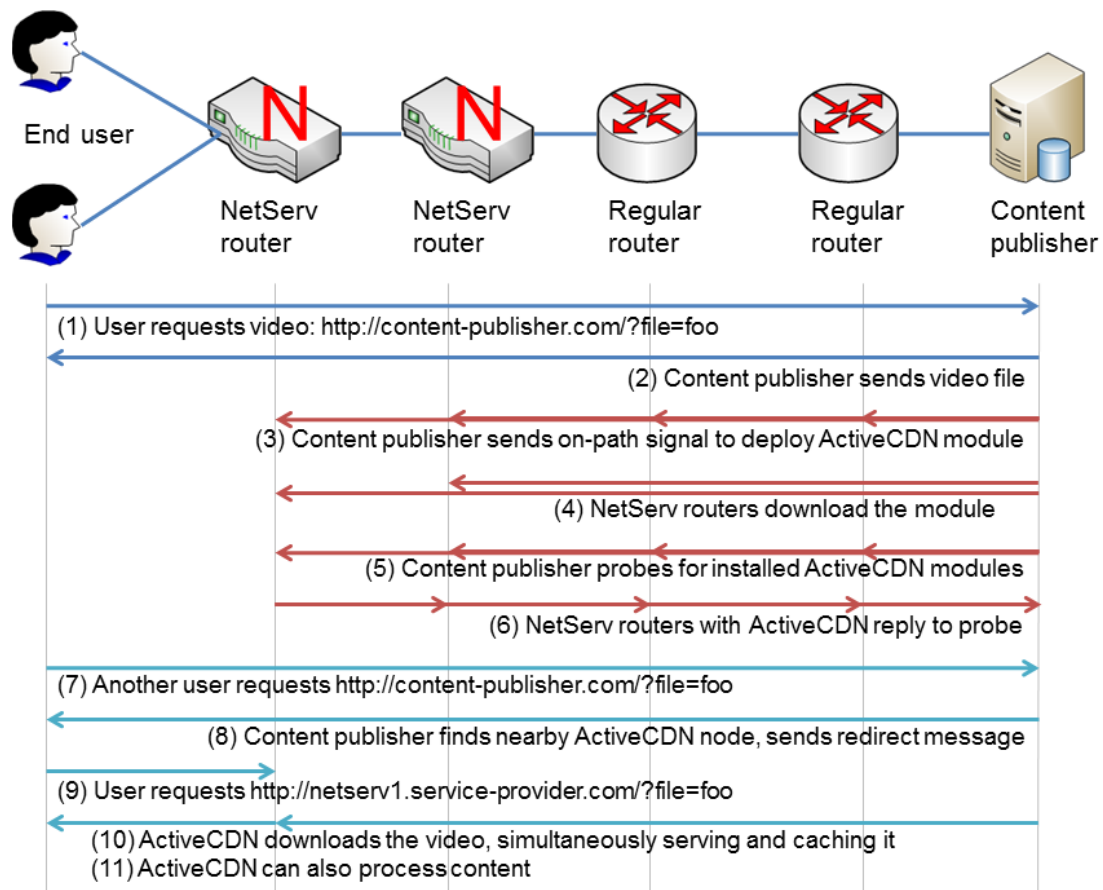 N
N
End user
NetServ
router
NetServ
router
Regular
router
Regular
router
Content
publisher
(1) User requests video: http://content-publisher.com/?file=foo
(2) Content publisher sends video file
(3) Content publisher sends on-path signal to deploy ActiveCDN module
(4) NetServ routers download the module
(5) Content publisher probes for installed ActiveCDN modules
(6) NetServ routers with ActiveCDN reply to probe
(7) Another user requests http://content-publisher.com/?file=foo
(8) Content publisher finds nearby ActiveCDN node, sends redirect message
(9) User requests http://netserv1.service-provider.com/?file=foo
(10) ActiveCDN downloads the video, simultaneously serving and caching it
(11) ActiveCDN can also process content